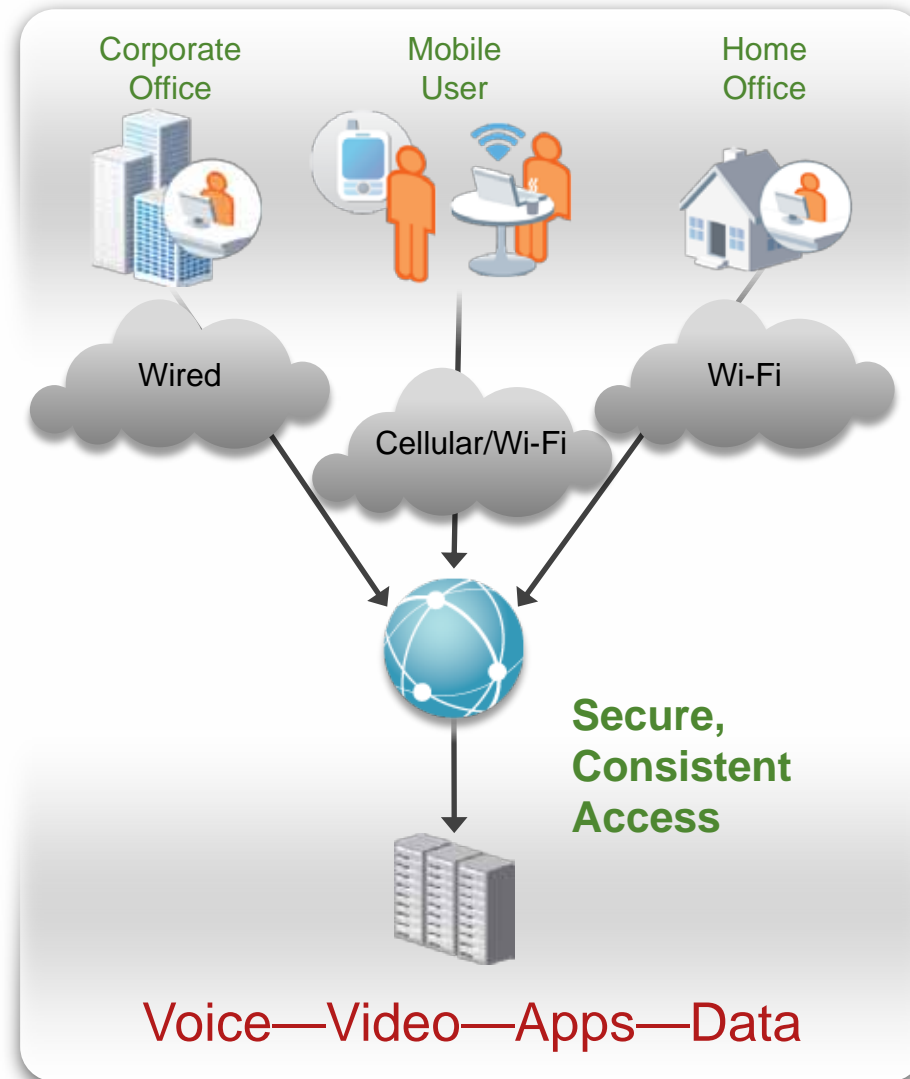 Corporate
Office
Mobile
User
Home
Office
Wired
Cellular/Wi-Fi
Wi-Fi
Secure,
Consistent
Access
Voice—Video—Apps—Data